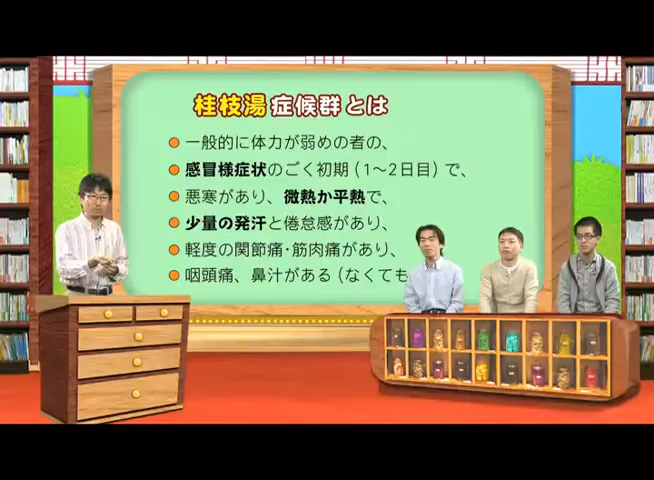 桂枝湯 症候群とは
一般的に体力が弱めの者の、
感冒様症状のごく初期(1〜2日目)で、
悪寒があり、微熱か平熱で、
少量の発汗と倦怠感があり、
軽度の関節痛・筋肉痛があり、
咽頭痛、鼻汁がある(なくても